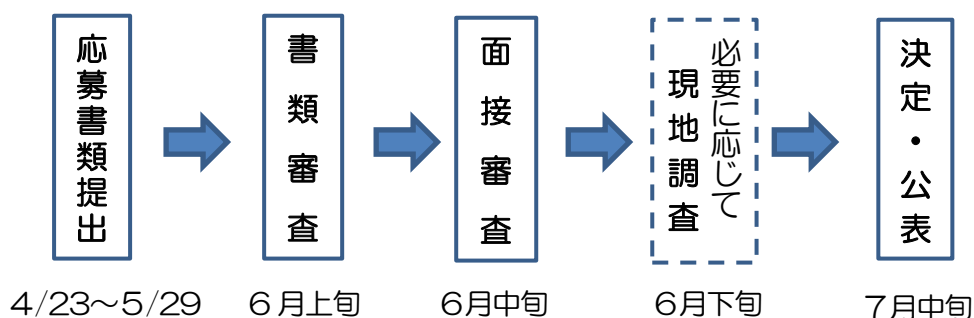 応募書類提出
書類審査
面接審査
必要に応じて
現地調査
決定・公表
4/23～5/29
６月上旬
６月中旬
６月下旬
７月中旬